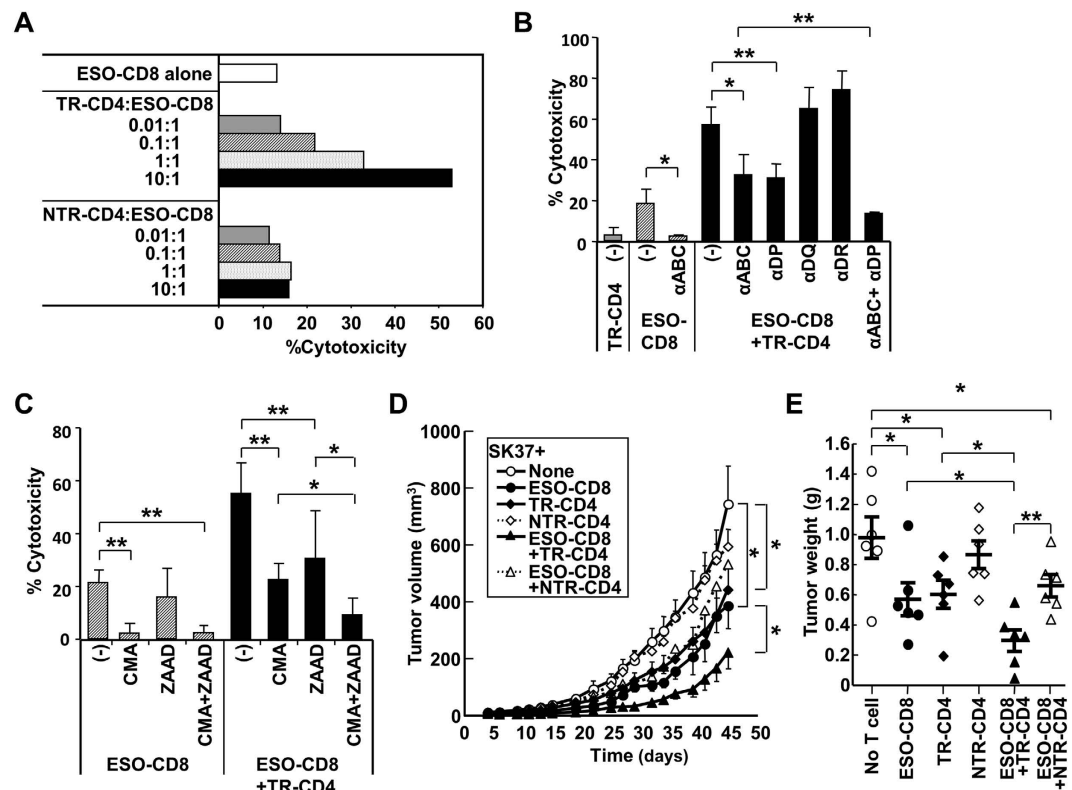 A
ESO-CD8 alone
TR-CD4:ESO-CD8
0.01:1
0.1:1
1:1
10:1
NTR-CD4:ESO-CD8
0.01:1
0.1:1
1:1
10:1
0 10 20 30 40 50 60
%Cytotoxicity
B
% Cytotoxicity
100
80
60
40
20
0
**
**
*
*
(-)
(-)
αABC
(-)
αABC
αDP
αDQ
αDR
αABC+ αDP
TR-CD4
ESO-
CD8
ESO-CD8
+TR-CD4
C
% Cytotoxicity
80
60
40
20
0
**
**
**
**
*
*
(-)
CMA
ZAAD
CMA+ZAAD
(-)
CMA
ZAAD
CMA+ZAAD
ESO-CD8
ESO-CD8
+TR-CD4
D
Tumor volume (mm³)
1000
800
600
400
200
0
SK37+
None
ESO-CD8
TR-CD4
NTR-CD4
ESO-CD8
+TR-CD4
ESO-CD8
+NTR-CD4
*
*
*
0 5 10 15 20 25 30 35 40 45 50
Time (days)
E
Tumor weight (g)
1.6
1.4
1.2
1.0
0.8
0.6
0.4
0.2
0
*
*
*
*
*
**
No T cell
ESO-CD8
TR-CD4
NTR-CD4
ESO-CD8
+TR-CD4
ESO-CD8
+NTR-CD4